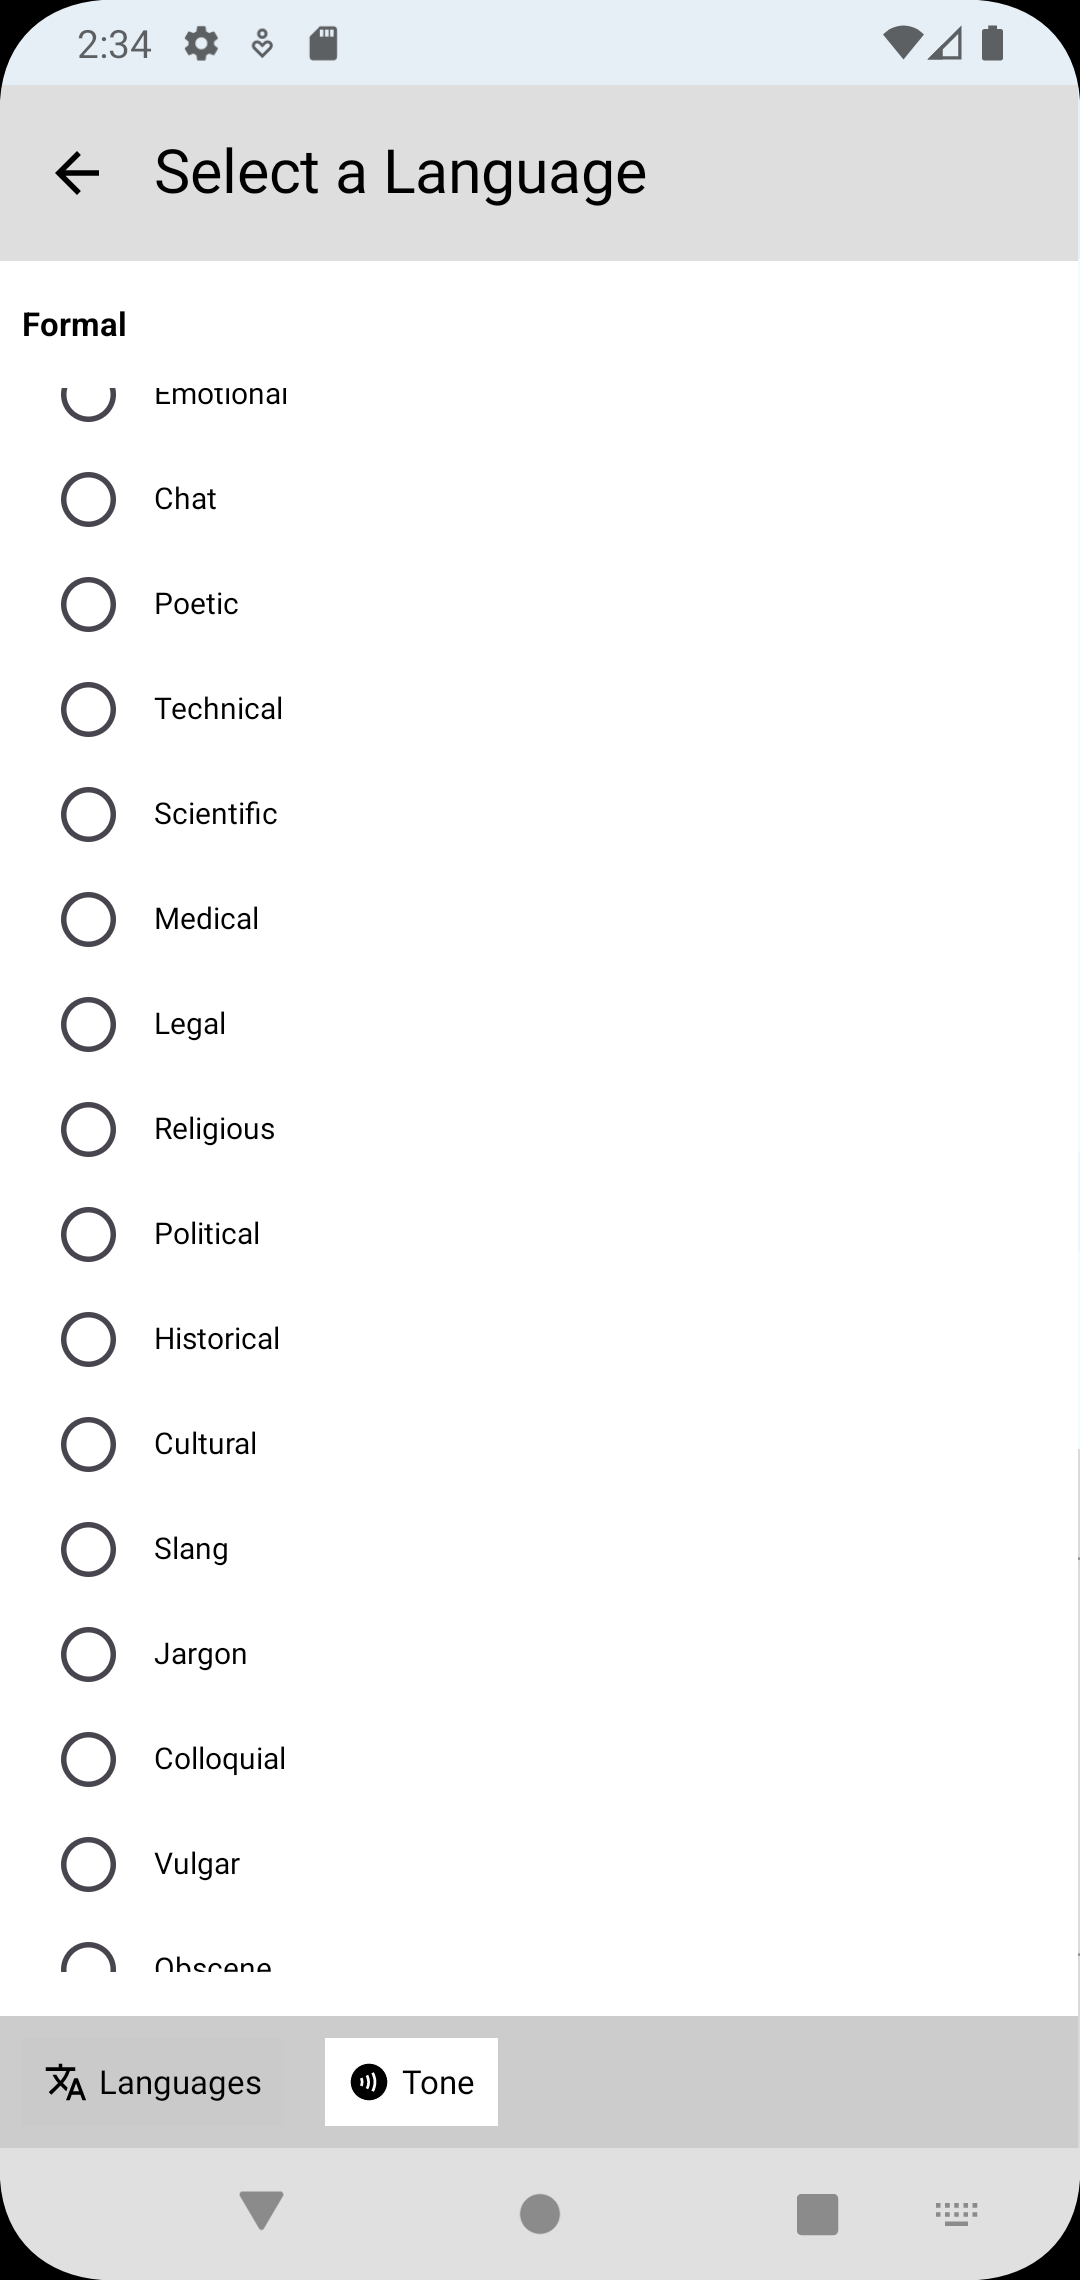 2:34
Select a Language
Formal
Emotional
Chat
Poetic
Technical
Scientific
Medical
Legal
Religious
Political
Historical
Cultural
Slang
Jargon
Colloquial
Vulgar
Obscene
Languages
Tone